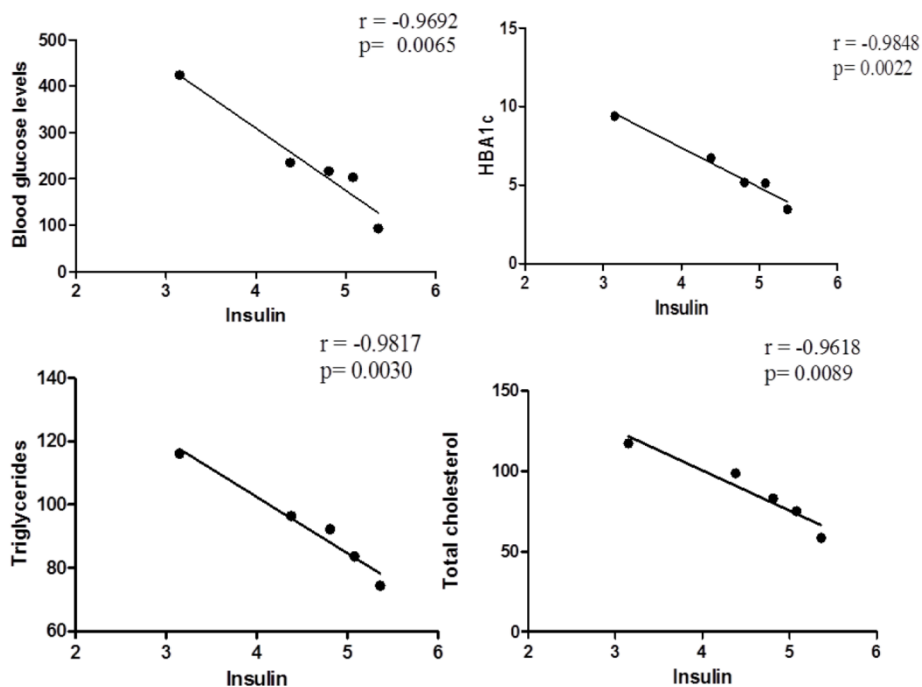 r = -0.9692
p= 0.0065
Blood glucose levels
500
400
300
200
100
0
2 3 4 5 6
Insulin
r = -0.9848
p= 0.0022
HBA1c
15
10
5
0
2 3 4 5 6
Insulin
r = -0.9817
p= 0.0030
Triglycerides
140
120
100
80
60
2 3 4 5 6
Insulin
r = -0.9618
p= 0.0089
Total cholesterol
150
100
50
0
2 3 4 5 6
Insulin